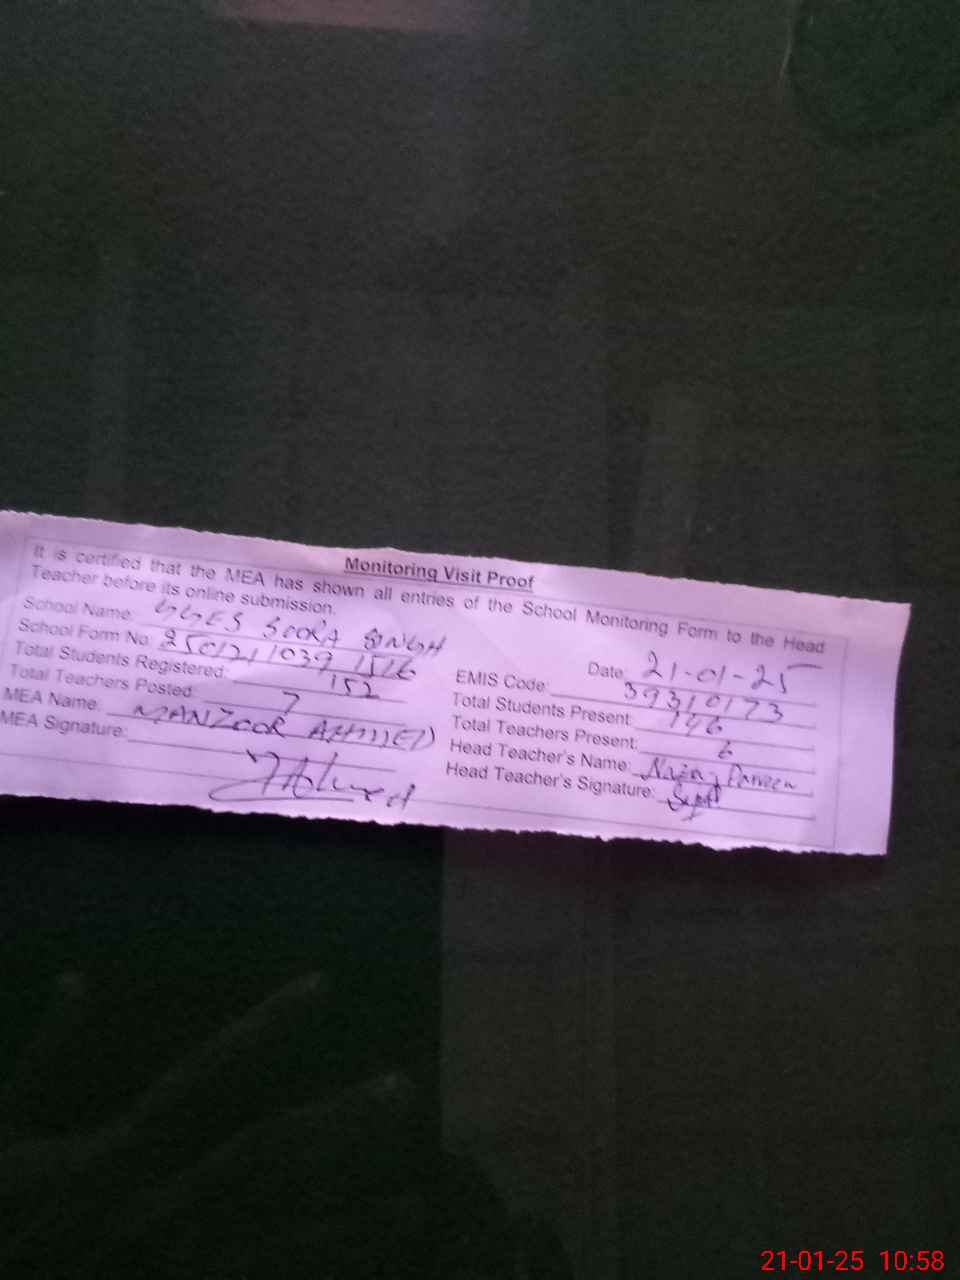 Monitoring Visit Proof
It is certified that the MEA has shown all entries of the School Monitoring Form to the Head
Teacher before its online submission.
School Name: GGES SOORA SINGH
Date: 21-01-25
School Form No: 2501211039 1516
EMIS Code: 39310173
Total Students Registered: 152
Total Students Present: 146
Total Teachers Posted: 7
Total Teachers Present: 6
MEA Name: MANZOOR AHMED
Head Teacher's Name: Parveen
MEA Signature: Ahmed
Head Teacher's Signature:
21-01-25 10:58